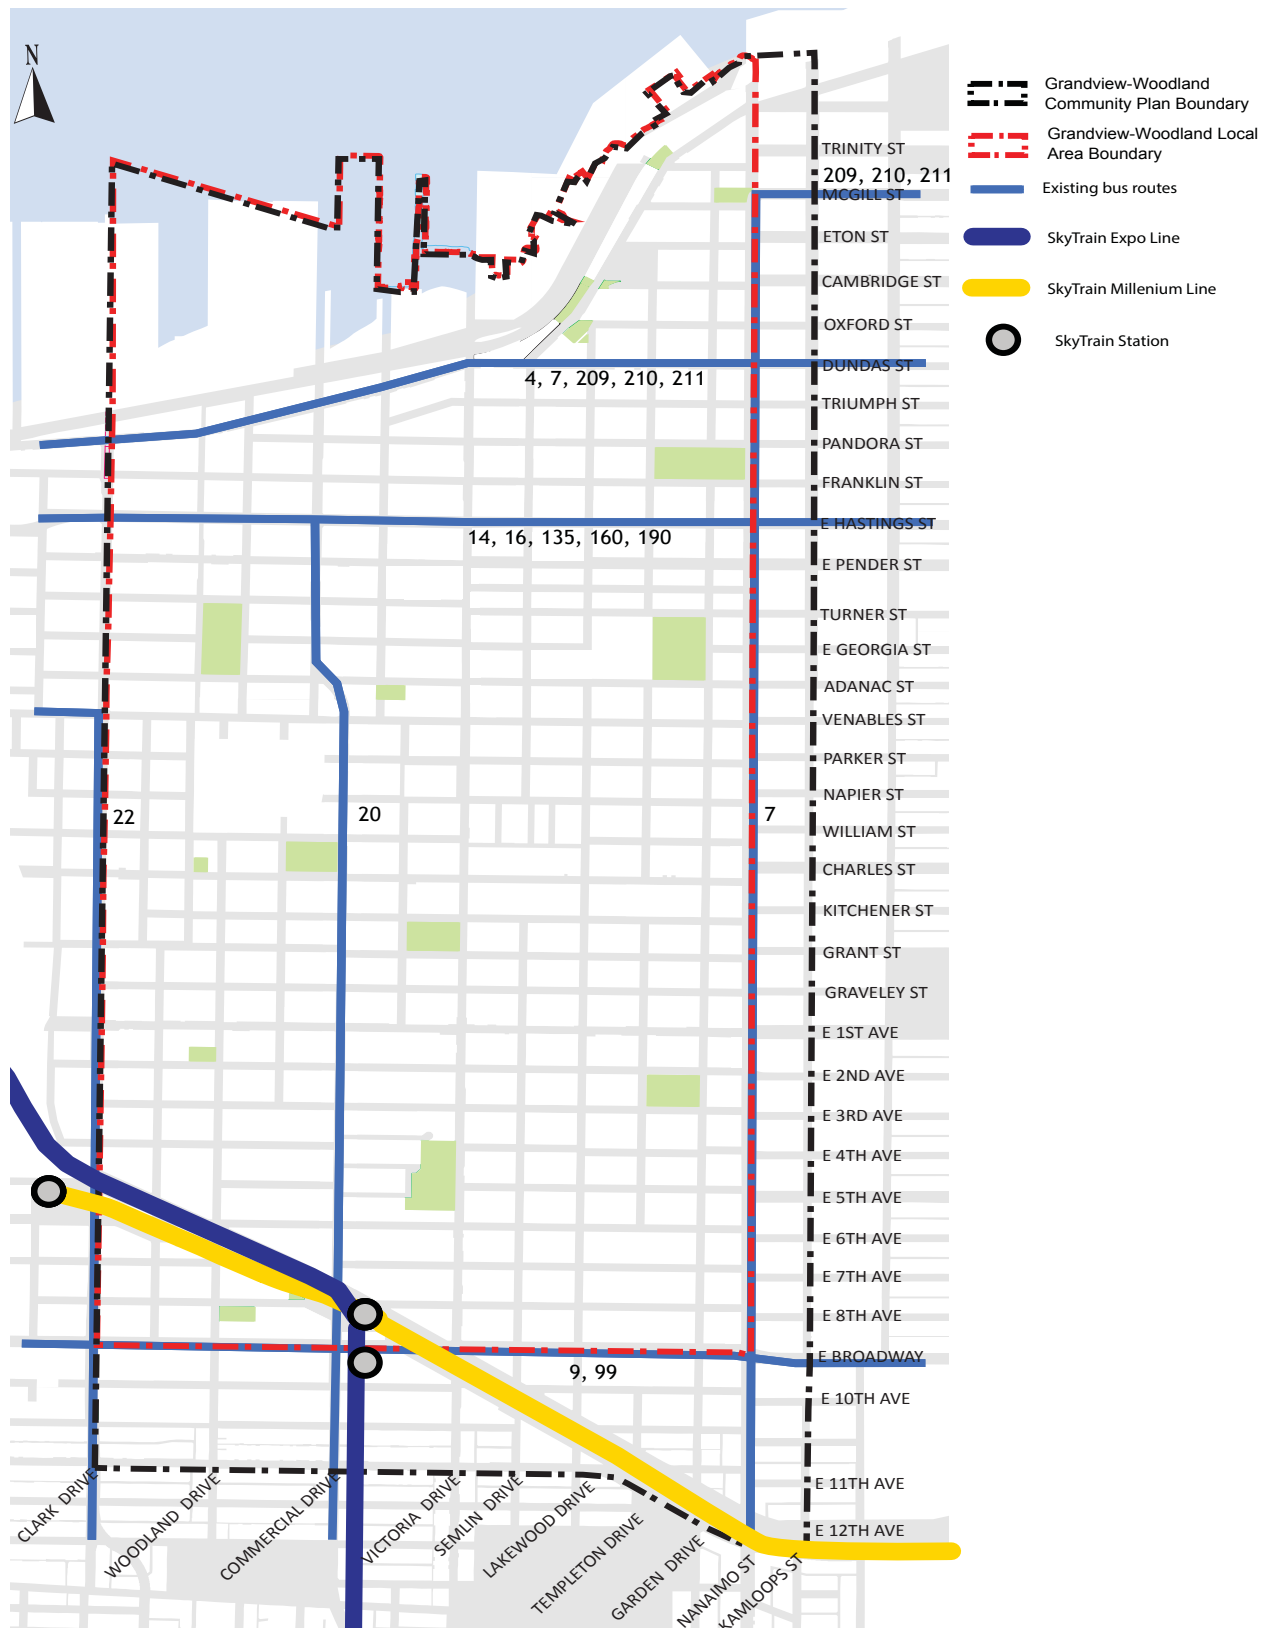 N
Grandview-Woodland
Community Plan Boundary
Grandview-Woodland Local
Area Boundary
Existing bus routes
SkyTrain Expo Line
SkyTrain Millenium Line
SkyTrain Station
TRINITY ST
209, 210, 211
MCGILL ST
ETON ST
CAMBRIDGE ST
OXFORD ST
DUNDAS ST
4, 7, 209, 210, 211
TRIUMPH ST
PANDORA ST
FRANKLIN ST
E HASTINGS ST
14, 16, 135, 160, 190
E PENDER ST
TURNER ST
E GEORGIA ST
ADANAC ST
VENABLES ST
PARKER ST
NAPIER ST
22
20
7
WILLIAM ST
CHARLES ST
KITCHENER ST
GRANT ST
GRAVELEY ST
E 1ST AVE
E 2ND AVE
E 3RD AVE
E 4TH AVE
E 5TH AVE
E 6TH AVE
E 7TH AVE
E 8TH AVE
E BROADWAY
9, 99
E 10TH AVE
E 11TH AVE
E 12TH AVE
CLARK DRIVE
WOODLAND DRIVE
COMMERCIAL DRIVE
VICTORIA DRIVE
SEMLIN DRIVE
LAKEWOOD DRIVE
TEMPLETON DRIVE
GARDEN DRIVE
NANAIMO ST
KAMLOOPS ST